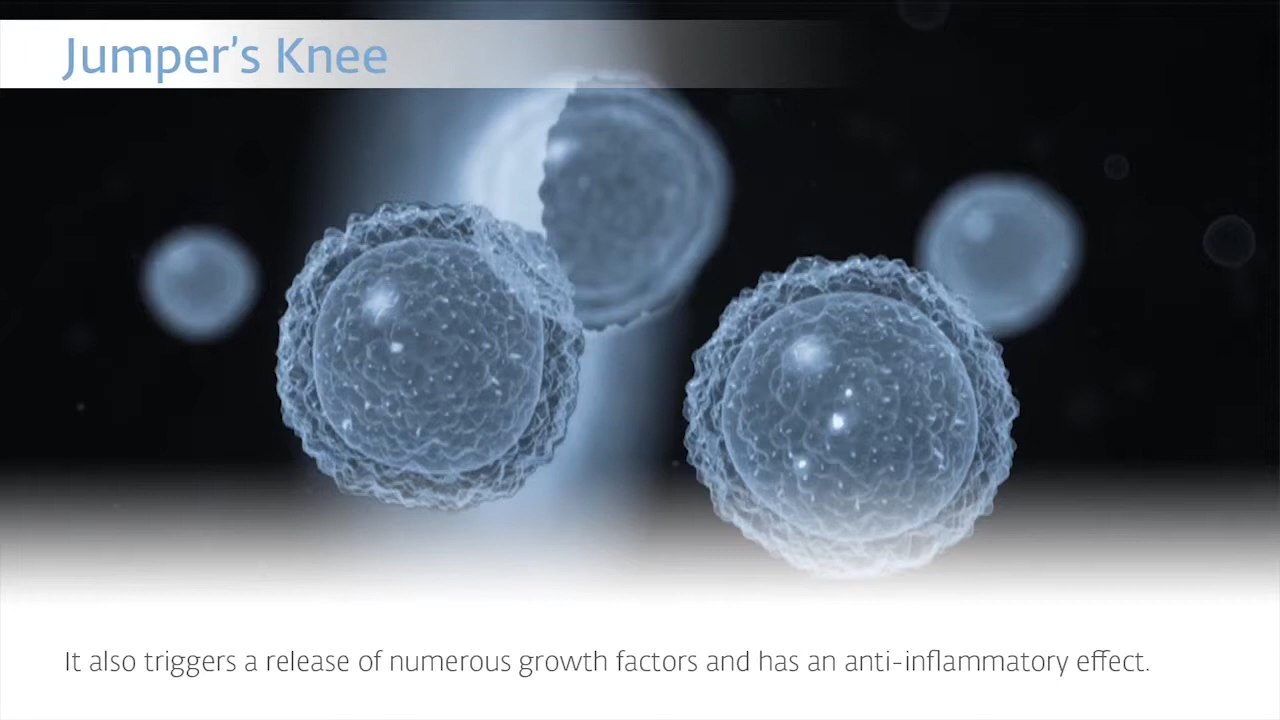 Jumper’s Knee
It also triggers a release of numerous growth factors and has an anti-inflammatory effect.